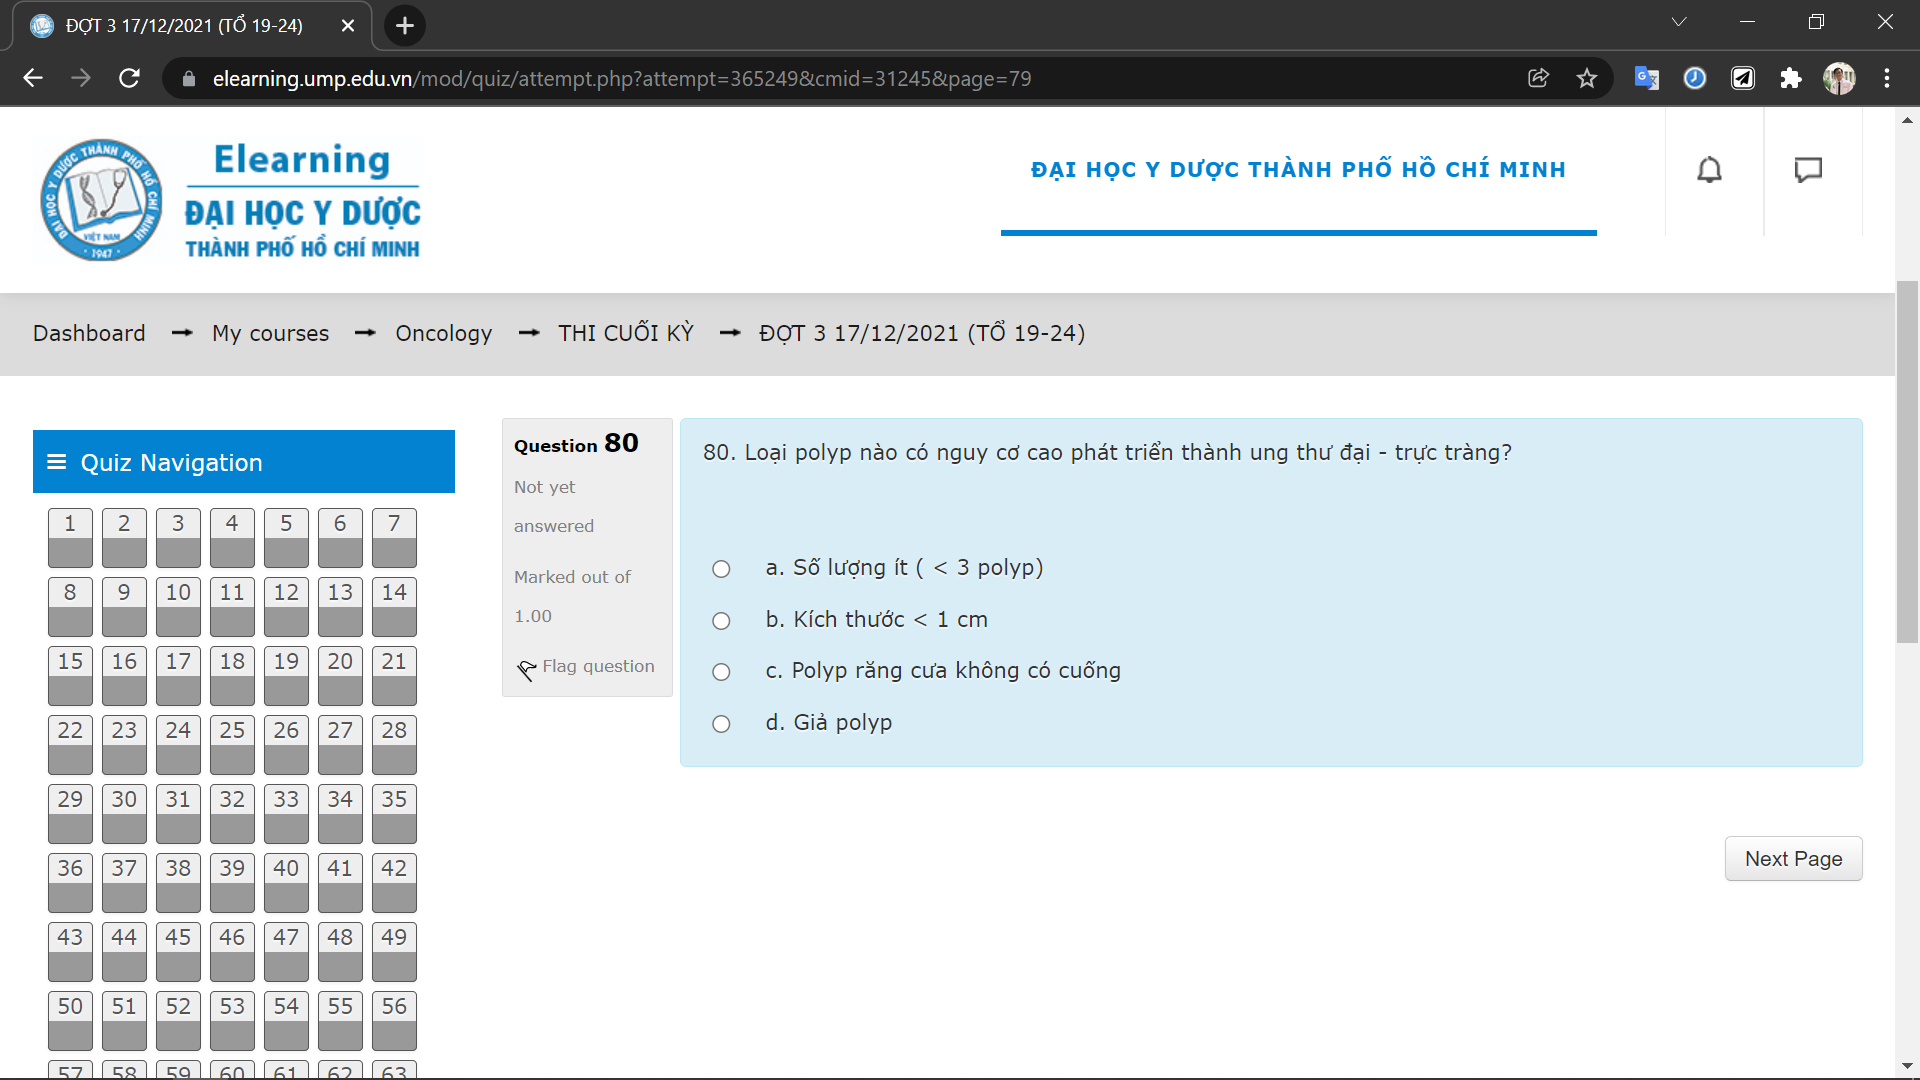 ĐỢT 3 17/12/2021 (TỔ 19-24)
elearning.ump.edu.vn/mod/quiz/attempt.php?attempt=365249&cmid=31245&page=79
ĐẠI HỌC Y DƯỢC THÀNH PHỐ HỒ CHÍ MINH
VIỆT NAM
1947
Elearning
ĐẠI HỌC Y DƯỢC
THÀNH PHỐ HỒ CHÍ MINH
ĐẠI HỌC Y DƯỢC THÀNH PHỐ HỒ CHÍ MINH
Dashboard → My courses → Oncology → THI CUỐI KỲ → ĐỢT 3 17/12/2021 (TỔ 19-24)
Quiz Navigation
1 2 3 4 5 6 7
8 9 10 11 12 13 14
15 16 17 18 19 20 21
22 23 24 25 26 27 28
29 30 31 32 33 34 35
36 37 38 39 40 41 42
43 44 45 46 47 48 49
50 51 52 53 54 55 56
57 58 59 60 61 62 63
Question 80
Not yet
answered
Marked out of
1.00
Flag question
80. Loại polyp nào có nguy cơ cao phát triển thành ung thư đại - trực tràng?
a. Số lượng ít ( < 3 polyp)
b. Kích thước < 1 cm
c. Polyp răng cưa không có cuống
d. Giả polyp
Next Page